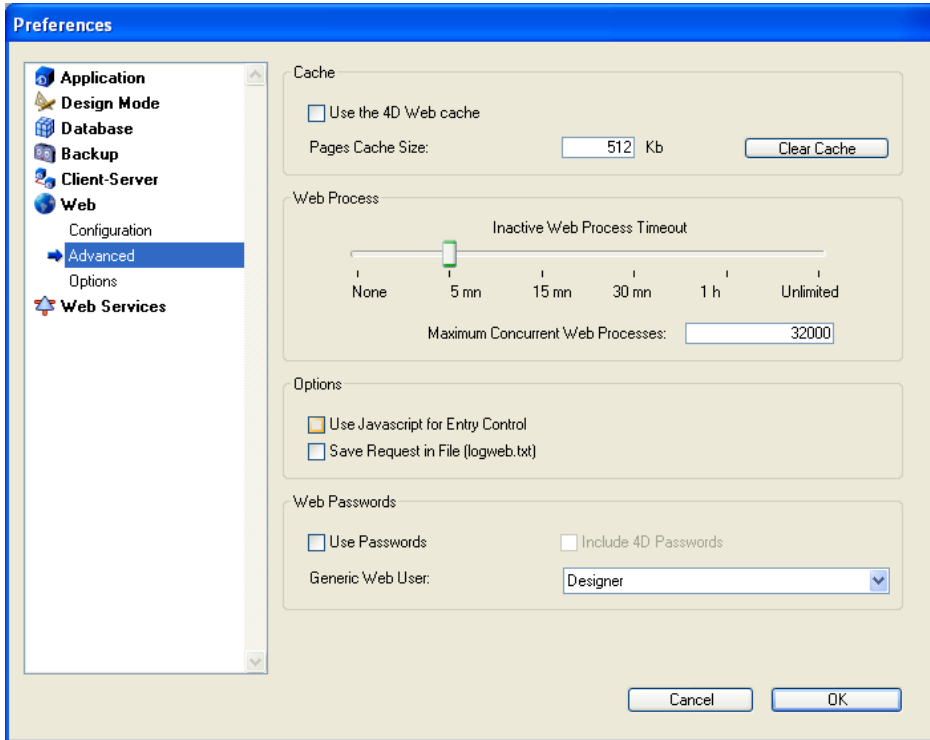 Preferences
Application
Design Mode
Database
Backup
Client-Server
Web
Configuration
Advanced
Options
Web Services
Cache
Use the 4D Web cache
Pages Cache Size: 512 Kb Clear Cache
Web Process
Inactive Web Process Timeout
None 5 mn 15 mn 30 mn 1 h Unlimited
Maximum Concurrent Web Processes: 32000
Options
Use Javascript for Entry Control
Save Request in File (logweb.txt)
Web Passwords
Use Passwords Include 4D Passwords
Generic Web User: Designer
Cancel OK